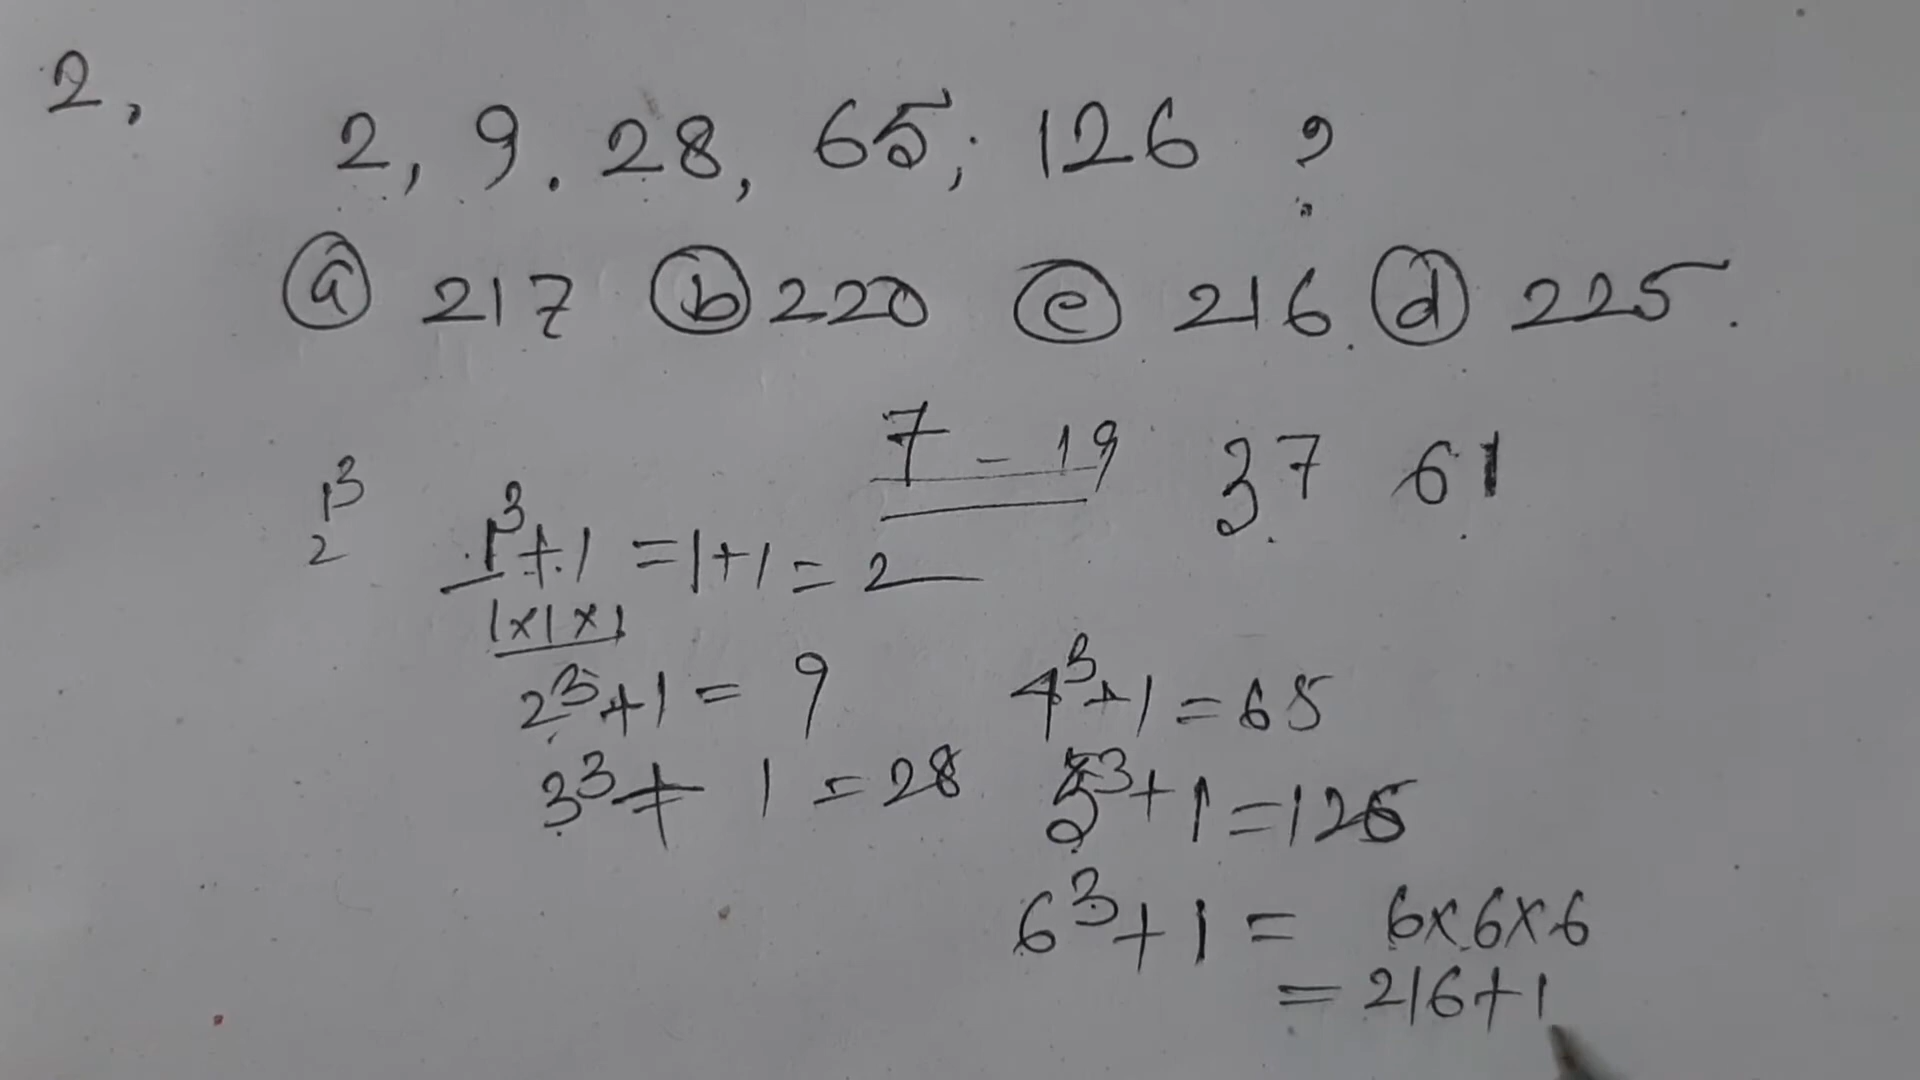 2,
2, 9. 28, 65, 126 ?
a 217 b 220 c 216. d 225.
7 - 19 37 61
1³
2
1³+1 = 1+1 = 2
1×1×1
2³+1 = 9
4³+1 = 65
3³ + 1 = 28
5³+1 = 126
6³+1 = 6×6×6
= 216+1